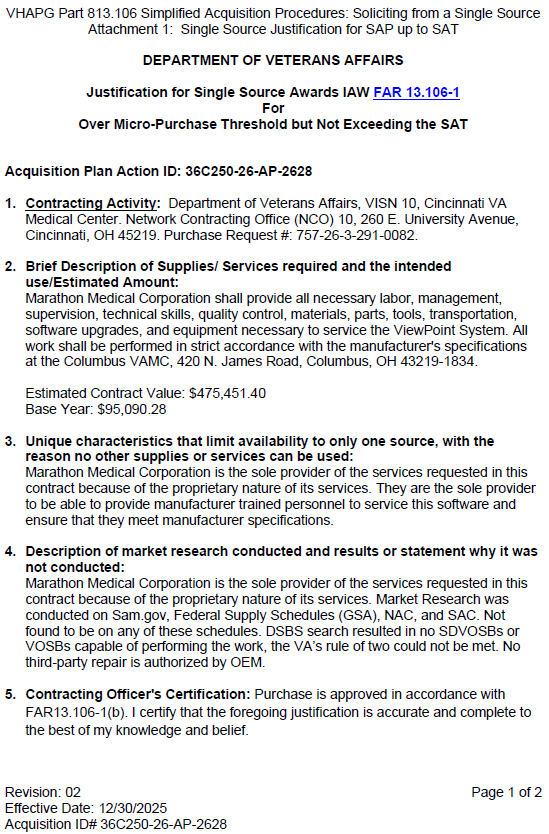 VHAPG Part 813.106 Simplified Acquisition Procedures: Soliciting from a Single Source
Attachment 1:  Single Source Justification for SAP up to SAT
DEPARTMENT OF VETERANS AFFAIRS
Justification for Single Source Awards IAW FAR 13.106-1
For
Over Micro-Purchase Threshold but Not Exceeding the SAT
Acquisition Plan Action ID: 36C250-26-AP-2628
1. Contracting Activity:  Department of Veterans Affairs, VISN 10, Cincinnati VA
Medical Center. Network Contracting Office (NCO) 10, 260 E. University Avenue,
Cincinnati, OH 45219. Purchase Request #: 757-26-3-291-0082.
2. Brief Description of Supplies/ Services required and the intended
use/Estimated Amount:
Marathon Medical Corporation shall provide all necessary labor, management,
supervision, technical skills, quality control, materials, parts, tools, transportation,
software upgrades, and equipment necessary to service the ViewPoint System. All
work shall be performed in strict accordance with the manufacturer's specifications
at the Columbus VAMC, 420 N. James Road, Columbus, OH 43219-1834.
Estimated Contract Value: $475,451.40
Base Year: $95,090.28
3. Unique characteristics that limit availability to only one source, with the
reason no other supplies or services can be used:
Marathon Medical Corporation is the sole provider of the services requested in this
contract because of the proprietary nature of its services. They are the sole provider
to be able to provide manufacturer trained personnel to service this software and
ensure that they meet manufacturer specifications.
4. Description of market research conducted and results or statement why it was
not conducted:
Marathon Medical Corporation is the sole provider of the services requested in this
contract because of the proprietary nature of its services. Market Research was
conducted on Sam.gov, Federal Supply Schedules (GSA), NAC, and SAC. Not
found to be on any of these schedules. DSBS search resulted in no SDVOSBs or
VOSBs capable of performing the work, the VA's rule of two could not be met. No
third-party repair is authorized by OEM.
5. Contracting Officer's Certification: Purchase is approved in accordance with
FAR13.106-1(b). I certify that the foregoing justification is accurate and complete to
the best of my knowledge and belief.
Revision: 02
Page 1 of 2
Effective Date: 12/30/2025
Acquisition ID# 36C250-26-AP-2628